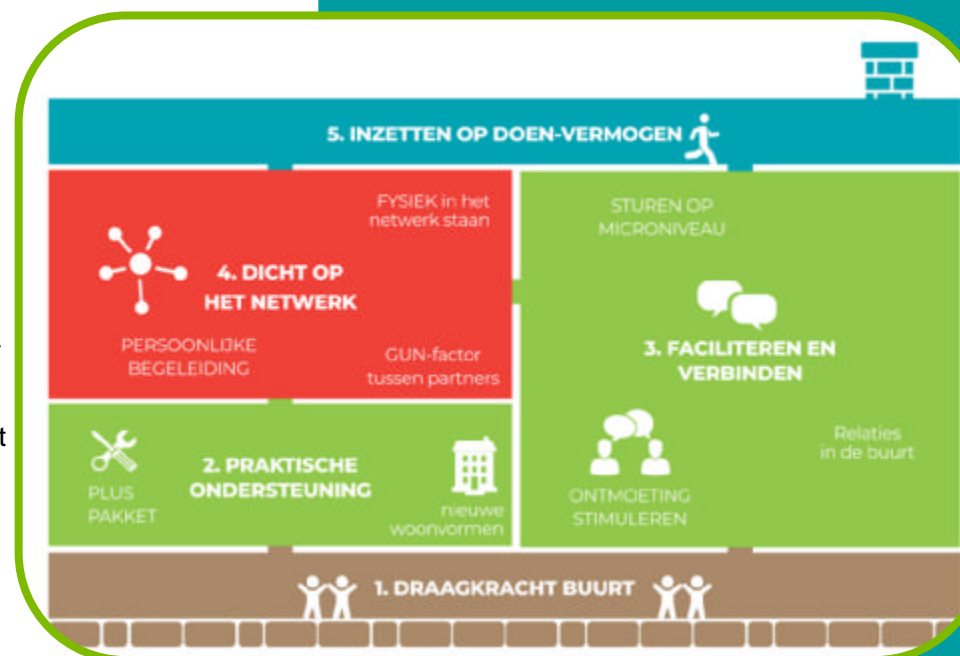 5. INZETTEN OP DOEN-VERMOGEN
FYSIEK in het
netwerk staan
4. DICHT OP
HET NETWERK
PERSOONLIJKE
BEGELEIDING
GUN-factor
tussen partners
STUREN OP
MICRONIVEAU
3. FACILITEREN EN
VERBINDEN
Relaties
in de buurt
ONTMOETING
STIMULEREN
t
2. PRAKTISCHE
ONDERSTEUNING
PLUS
PAKKET
nieuwe
woonvormen
1. DRAAGKRACHT BUURT